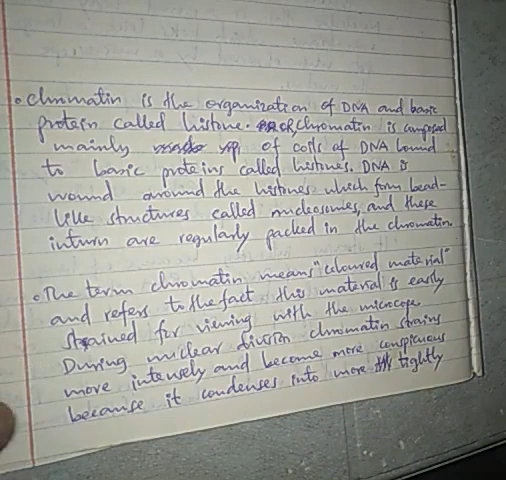 • Chromatin is the organization of DNA and basic
protein called histone. OR Chromatin is composed
mainly of coils of DNA bound
to basic proteins called histones. DNA is
wound around the histones which form bead-
like structures called nucleosomes, and these
inturn are regularly packed in the chromatin.
• The term chromatin means "coloured material"
and refers to the fact this material is easily
stained for viewing with the microcope.
During nuclear division chromatin stains
more intensely and become more conspicuous
because it condenses into more tightly